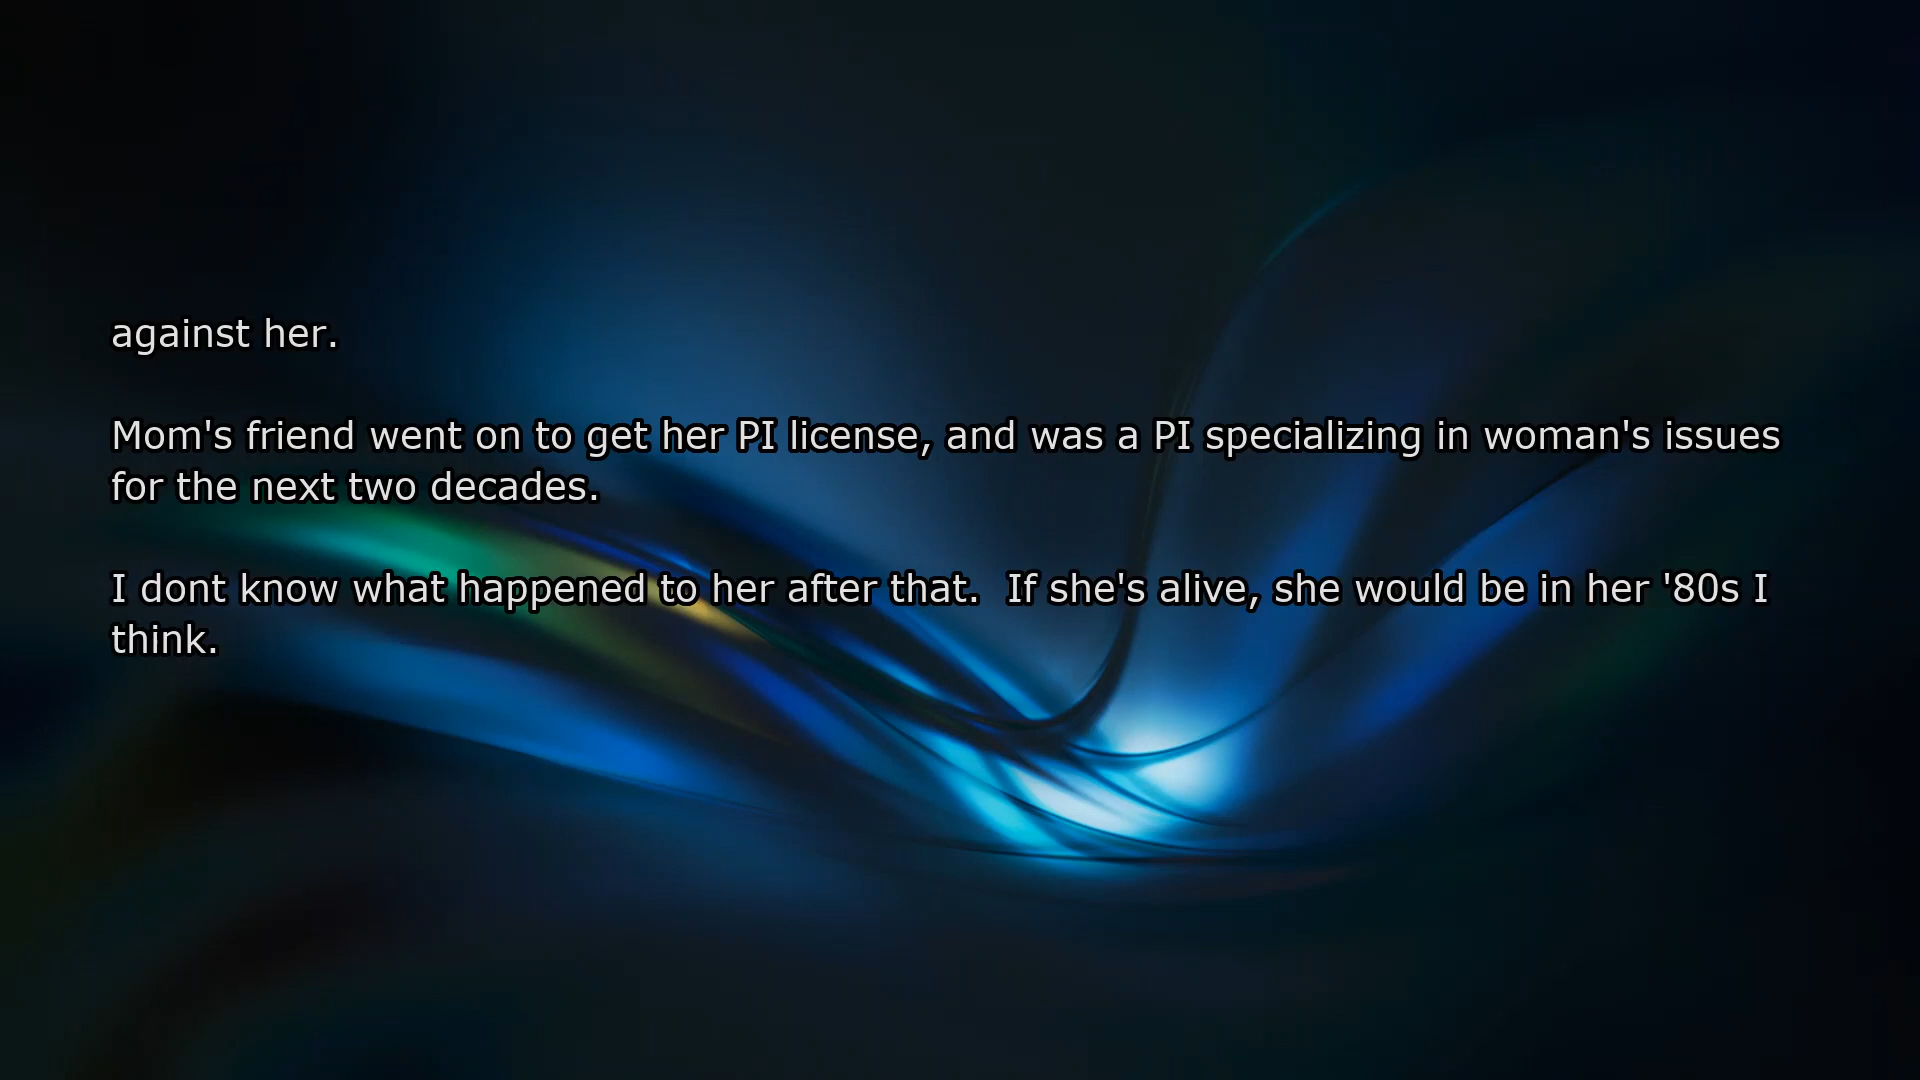 against her.
Mom's friend went on to get her PI license, and was a PI specializing in woman's issues
for the next two decades.
I dont know what happened to her after that.  If she's alive, she would be in her '80s I
think.